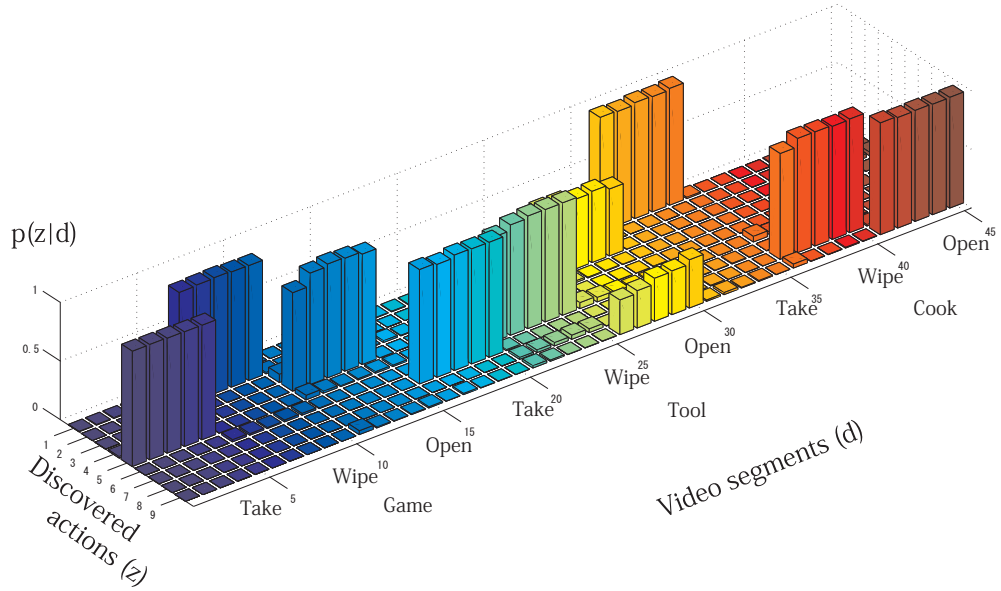 p(z|d)
1
0.5
0
1
2
3
4
5
6
7
8
9
Discovered
actions (z)
Take
5
Wipe
10
Open
15
Game
Take
20
Wipe
25
Open
30
Tool
Take
35
Wipe
40
Open
45
Cook
Video segments (d)